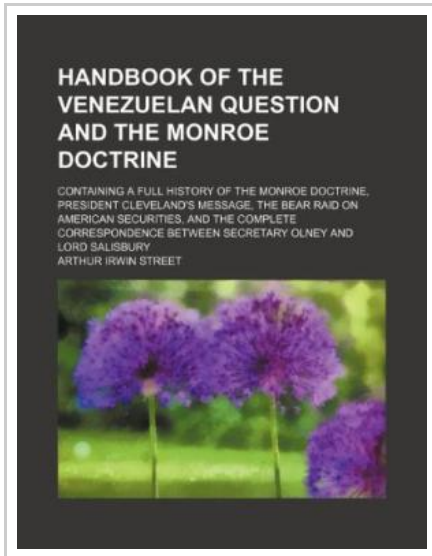 HANDBOOK OF THE
VENEZUELAN QUESTION
AND THE MONROE
DOCTRINE
CONTAINING A FULL HISTORY OF THE MONROE DOCTRINE,
PRESIDENT CLEVELAND'S MESSAGE, THE BEAR RAID ON
AMERICAN SECURITIES, AND THE COMPLETE
CORRESPONDENCE BETWEEN SECRETARY OLNEY AND
LORD SALISBURY
ARTHUR IRWIN STREET